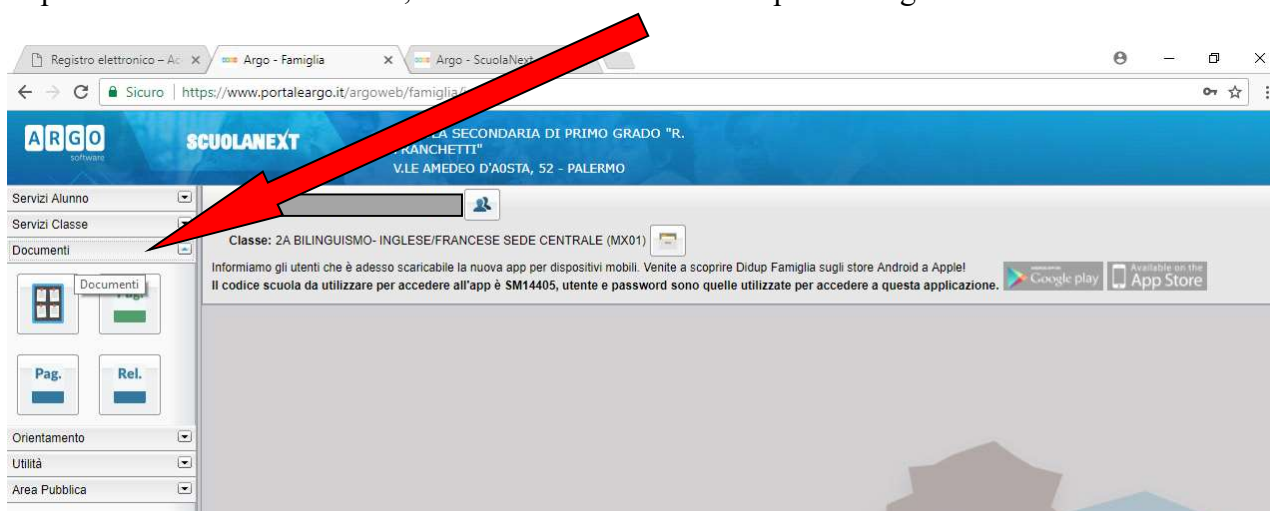 Registro elettronico – Ac
Argo - Famiglia
Argo - ScuolaNext
Sicuro
https://www.portaleargo.it/argoweb/famiglia/
ARGO
software
SCUOLANEXT
SECONDARIA DI PRIMO GRADO "R.
FRANCHETTI"
V.LE AMEDEO D'A0STA, 52 - PALERMO
Servizi Alunno
Servizi Classe
Documenti
Classe: 2A BILINGUISMO- INGLESE/FRANCESE SEDE CENTRALE (MX01)
Informiamo gli utenti che è adesso scaricabile la nuova app per dispositivi mobili. Venite a scoprire Didup Famiglia sugli store Android a Apple!
Il codice scuola da utilizzare per accedere all'app è SM14405, utente e password sono quelle utilizzate per accedere a questa applicazione.
Google play
Available on the
App Store
Documenti
Pag.
Pag.
Rel.
Orientamento
Utilità
Area Pubblica